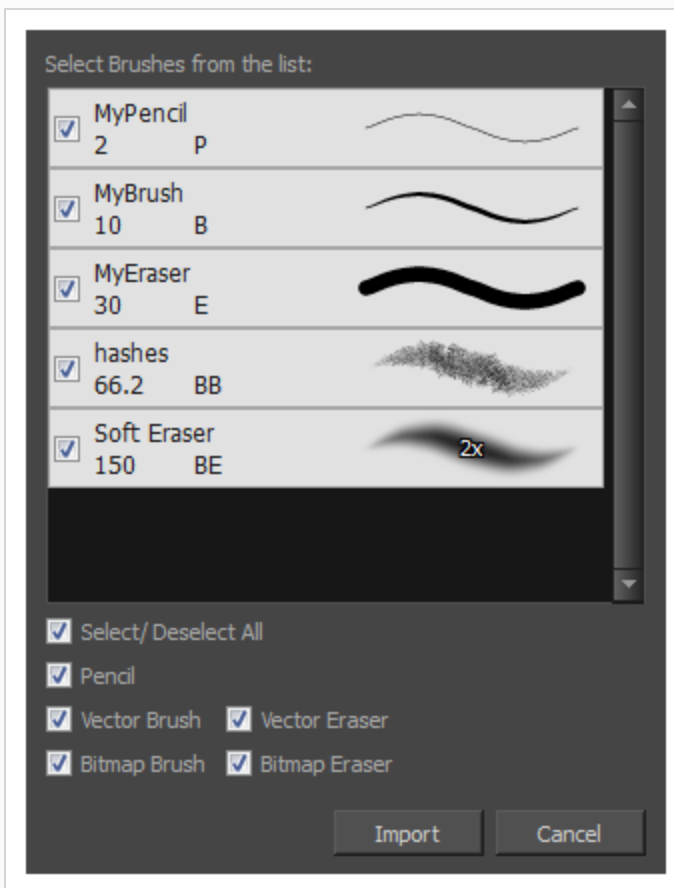 Select Brushes from the list:
MyPencil
2 P
MyBrush
10 B
MyEraser
30 E
hashes
66.2 BB
Soft Eraser
150 BE
2x
Select/ Deselect All
Pencil
Vector Brush Vector Eraser
Bitmap Brush Bitmap Eraser
Import Cancel